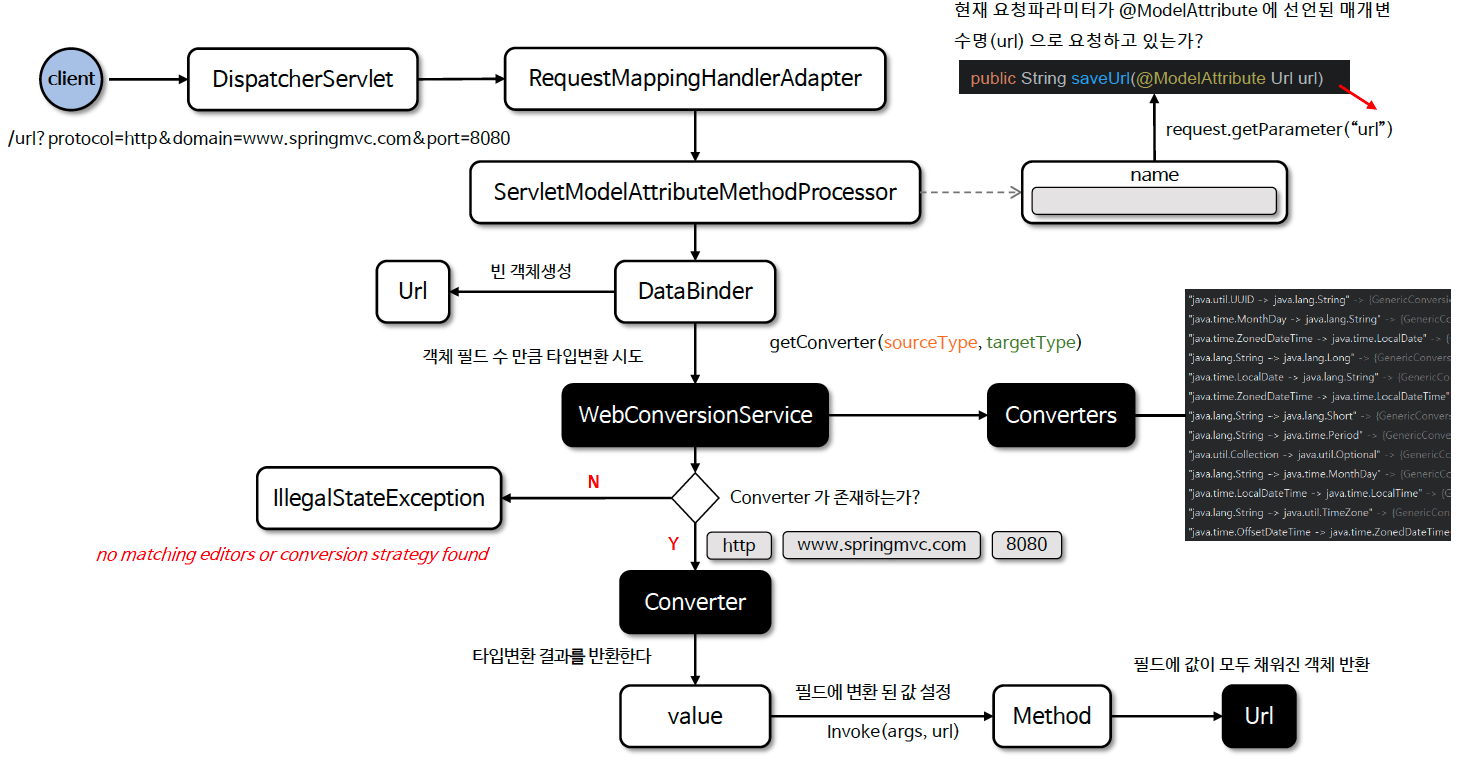 현재 요청파라미터가 @ModelAttribute 에 선언된 매개변
수명(url) 으로 요청하고 있는가?
client
DispatcherServlet
RequestMappingHandlerAdapter
public String saveUrl(@ModelAttribute Url url)
/url? protocol=http&domain=www.springmvc.com&port=8080
request.getParameter(“url”)
ServletModelAttributeMethodProcessor
name
Url
빈 객체생성
DataBinder
객체 필드 수 만큼 타입변환 시도
getConverter(sourceType, targetType)
WebConversionService
Converters
"java.util.UUID -> java.lang.String" -> {GenericConversi
"java.time.MonthDay -> java.lang.String" -> {GenericCo
"java.time.ZonedDateTime -> java.time.LocalDate" -> {
"java.lang.String -> java.lang.Long" -> {GenericConvers
"java.time.LocalDate -> java.lang.String" -> {GenericCo
"java.time.ZonedDateTime -> java.time.LocalDateTime"
"java.lang.String -> java.lang.Short" -> {GenericConvers
"java.lang.String -> java.time.Period" -> {GenericConve
"java.util.Collection -> java.util.Optional" -> {GenericCo
"java.lang.String -> java.time.MonthDay" -> {GenericCo
"java.time.LocalDateTime -> java.time.LocalTime" -> {G
"java.lang.String -> java.util.TimeZone" -> {GenericCon
"java.time.OffsetDateTime -> java.time.ZonedDateTime
IllegalStateException
N
Converter 가 존재하는가?
no matching editors or conversion strategy found
Y
http
www.springmvc.com
8080
Converter
타입변환 결과를 반환한다
value
필드에 변환 된 값 설정
Invoke(args, url)
Method
필드에 값이 모두 채워진 객체 반환
Url